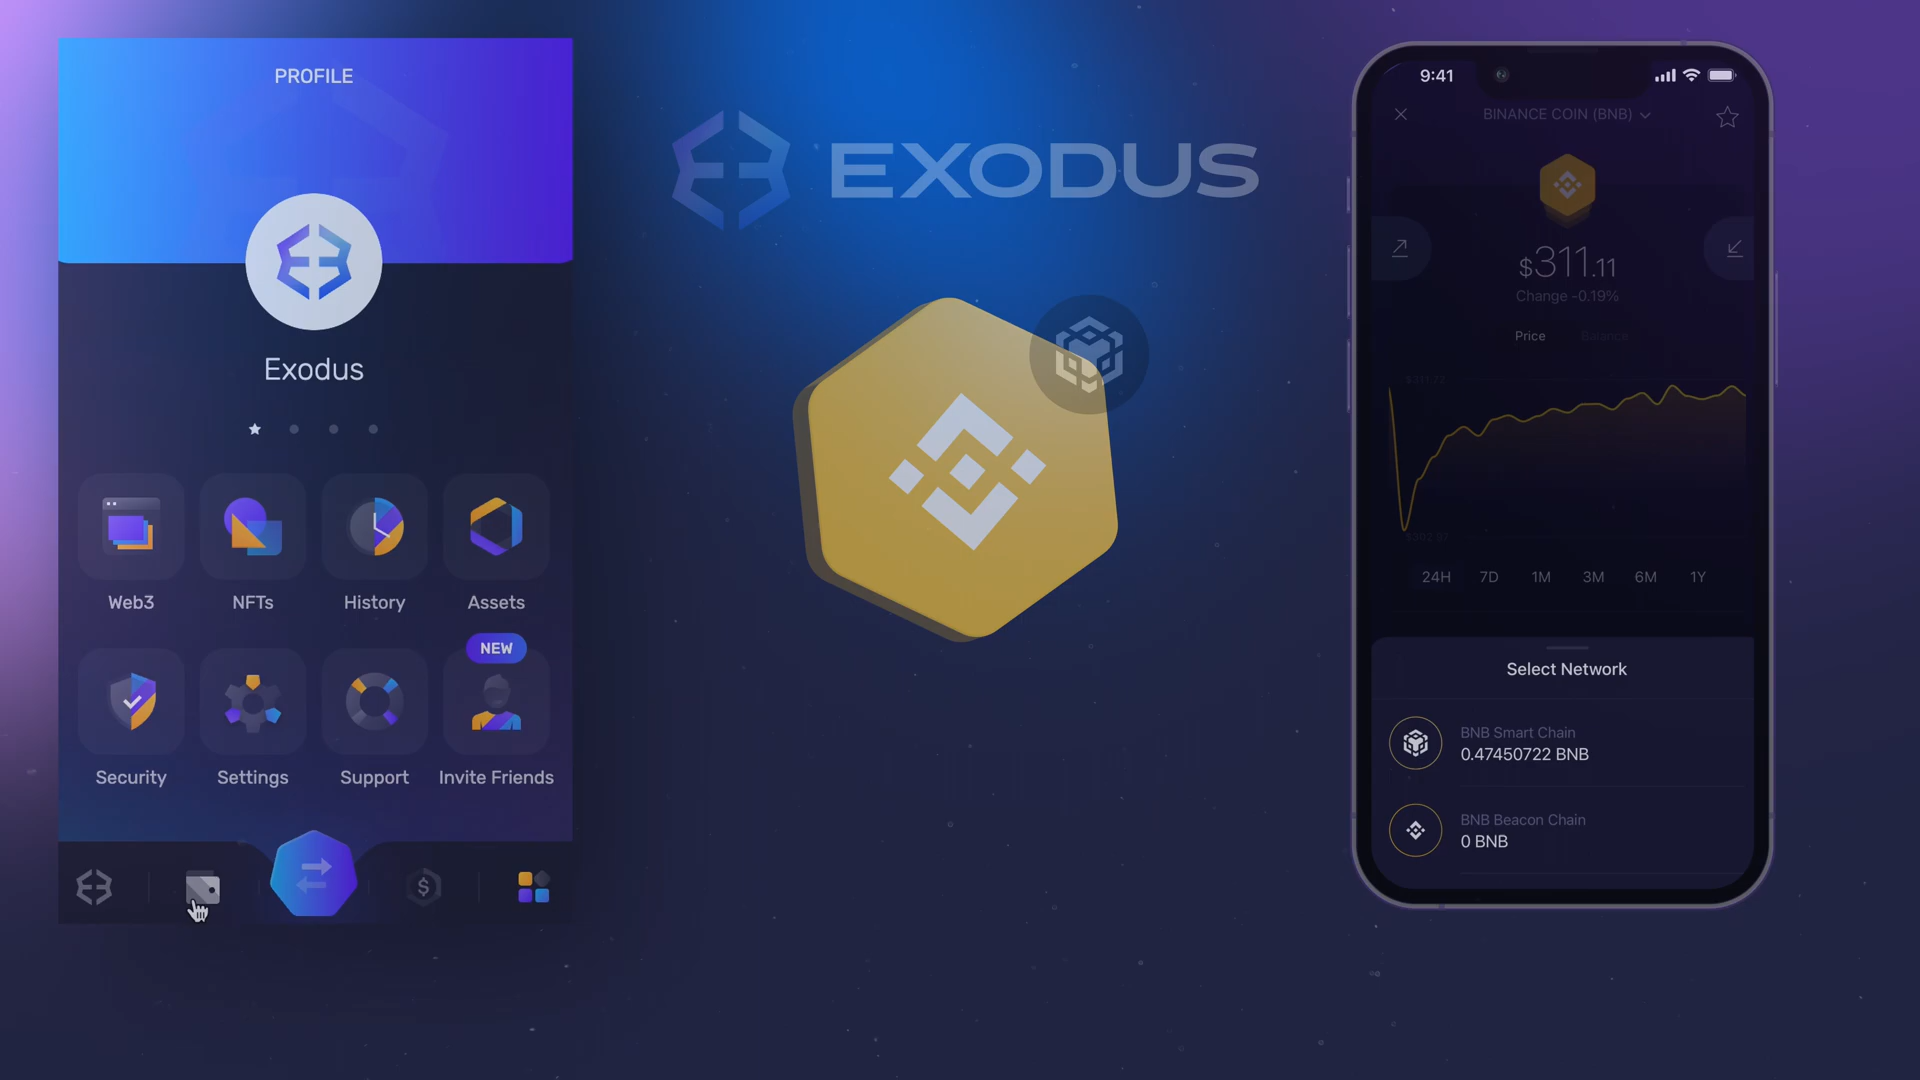 PROFILE
Exodus
Web3
NFTs
History
Assets
NEW
Security
Settings
Support
Invite Friends
EXODUS
9:41
BINANCE COIN (BNB)
$311.11
Change -0.19%
Price
Balance
24H
7D
1M
3M
6M
1Y
Select Network
BNB Smart Chain
0.47450722 BNB
BNB Beacon Chain
0 BNB